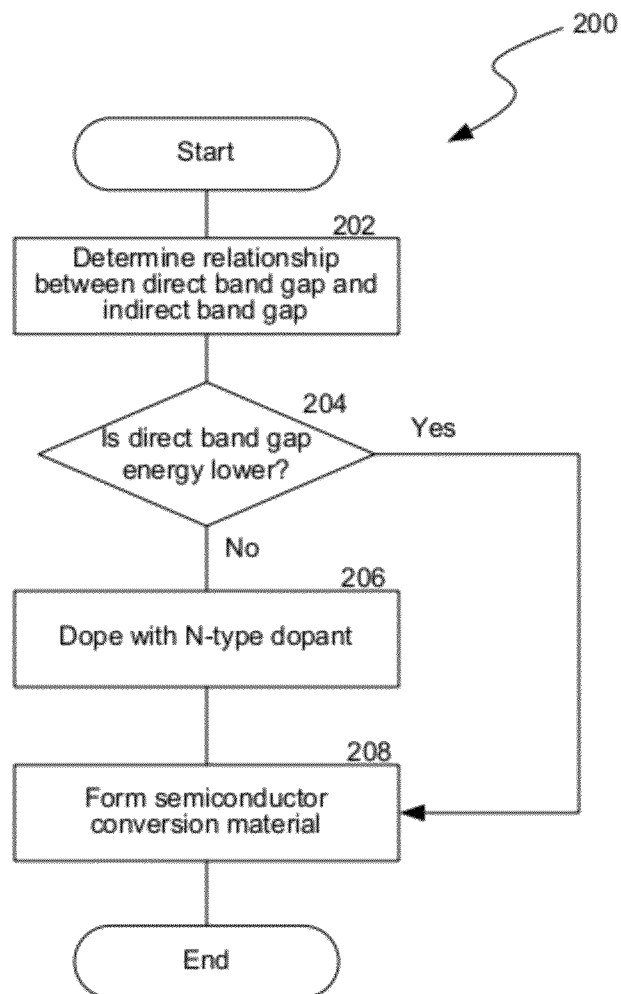 200
Start
202
Determine relationship
between direct band gap and
indirect band gap
204
Is direct band gap
energy lower?
Yes
No
206
Dope with N-type dopant
208
Form semiconductor
conversion material
End